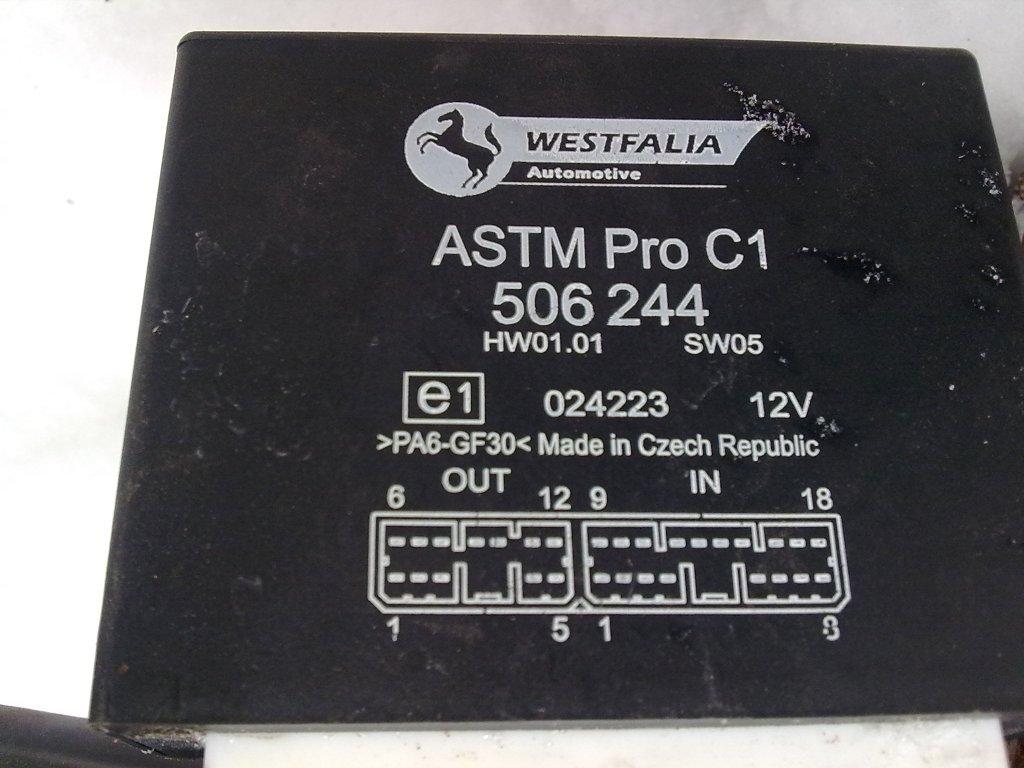 WESTFALIA
Automotive
ASTM Pro C1
506 244
HW01.01 SW05
e1 024223 12V
>PA6-GF30< Made in Czech Republic
OUT IN
6 12 9 18
1 5 1 8